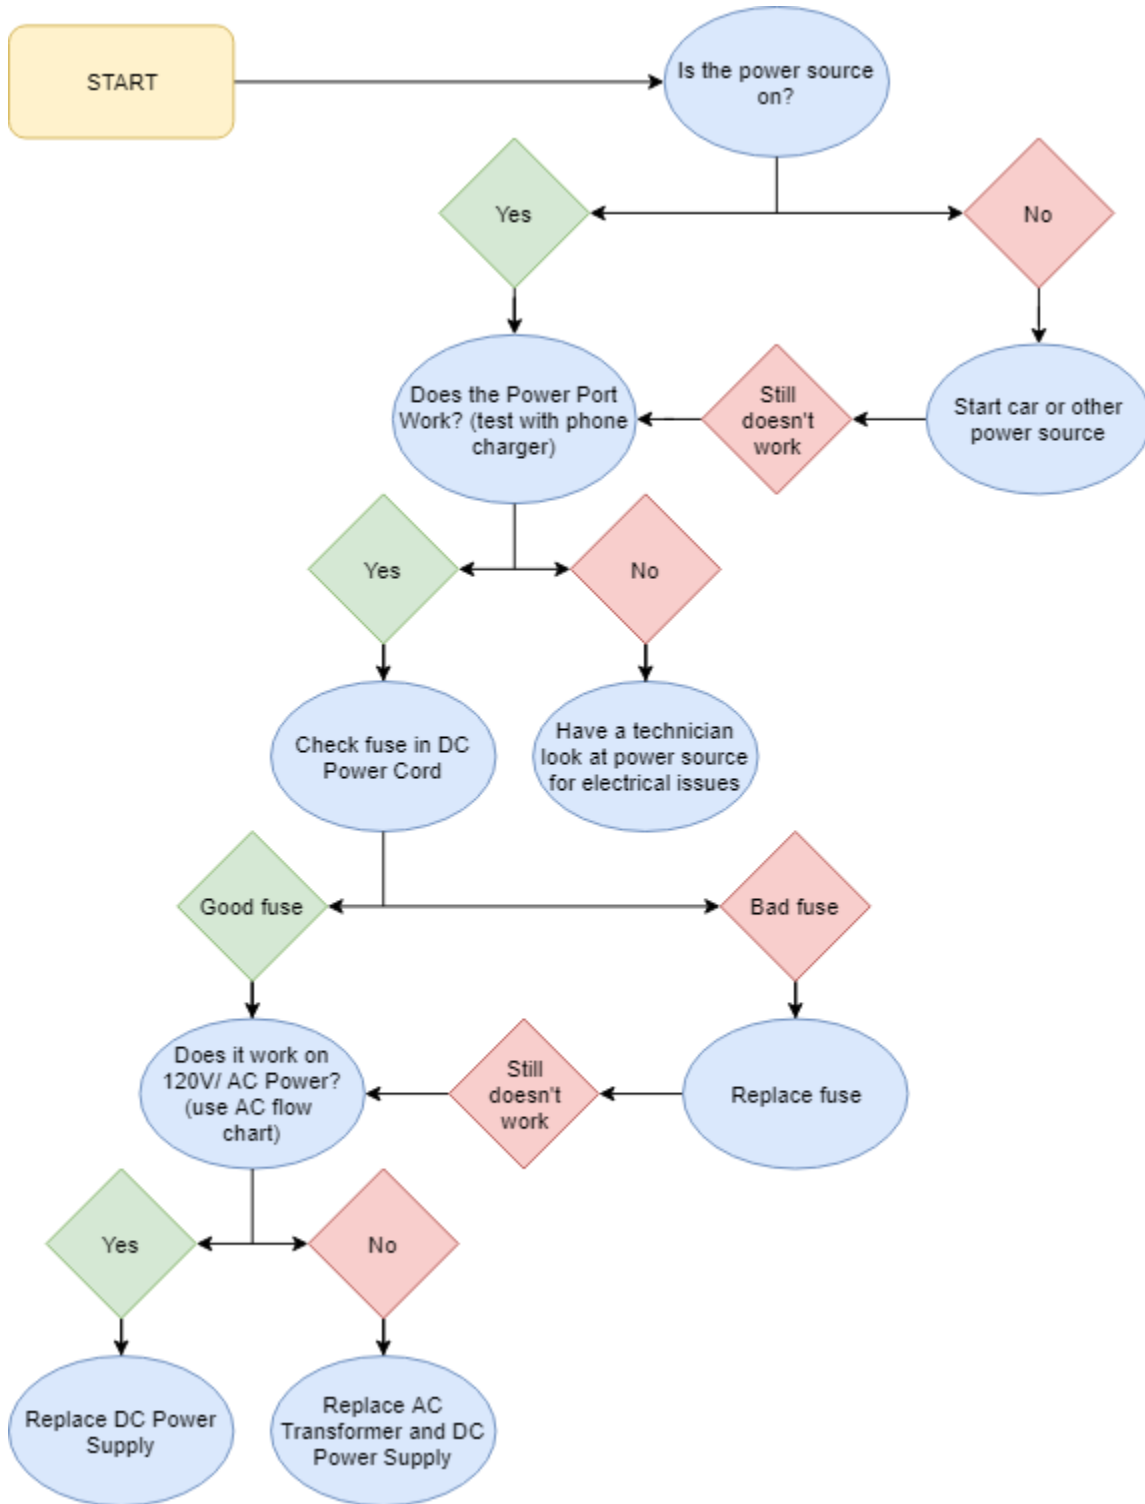 START
Is the power source
on?
Yes
No
Does the Power Port
Work? (test with phone
charger)
Still
doesn't
work
Start car or other
power source
Yes
No
Check fuse in DC
Power Cord
Have a technician
look at power source
for electrical issues
Good fuse
Bad fuse
Does it work on
120V/ AC Power?
(use AC flow
chart)
Still
doesn't
work
Replace fuse
Yes
No
Replace DC Power
Supply
Replace AC
Transformer and DC
Power Supply